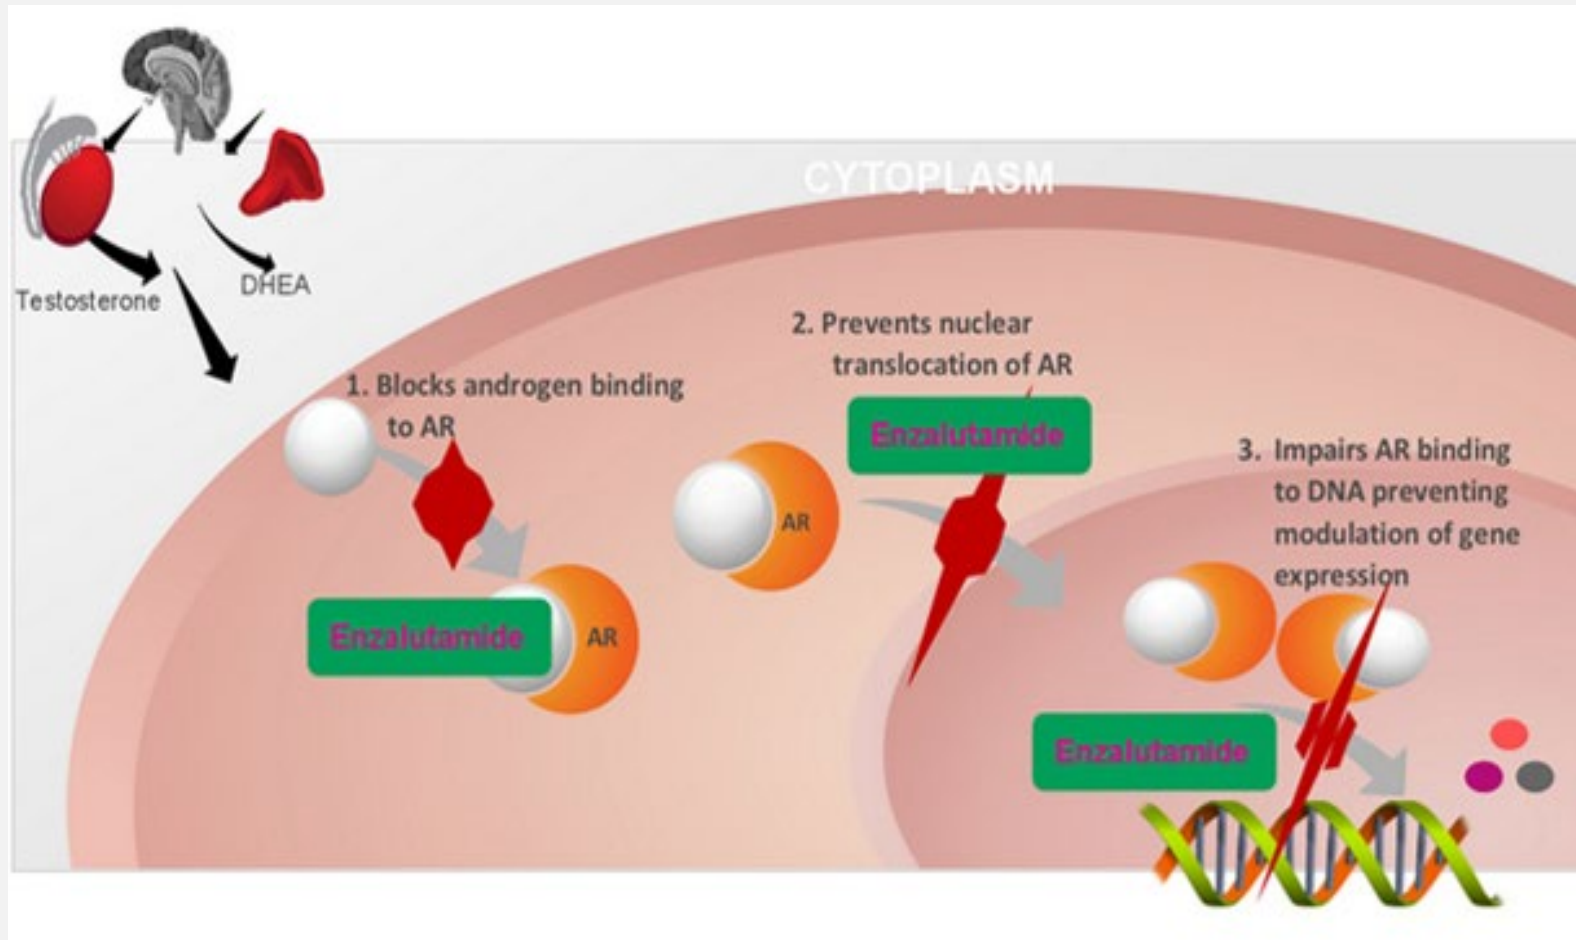 CYTOPLASM
Testosterone
DHEA
1. Blocks androgen binding
to AR
Enzalutamide
AR
2. Prevents nuclear
translocation of AR
Enzalutamide
AR
3. Impairs AR binding
to DNA preventing
modulation of gene
expression
Enzalutamide